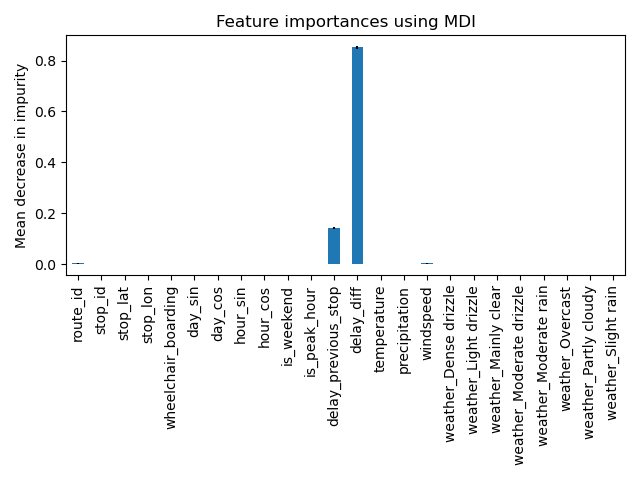 Feature importances using MDI
Mean decrease in impurity
0.8
0.6
0.4
0.2
0.0
route_id
stop_id
stop_lat
stop_lon
wheelchair_boarding
day_sin
day_cos
hour_sin
hour_cos
is_weekend
is_peak_hour
delay_previous_stop
delay_diff
temperature
precipitation
windspeed
weather_Dense drizzle
weather_Light drizzle
weather_Mainly clear
weather_Moderate drizzle
weather_Moderate rain
weather_Overcast
weather_Partly cloudy
weather_Slight rain